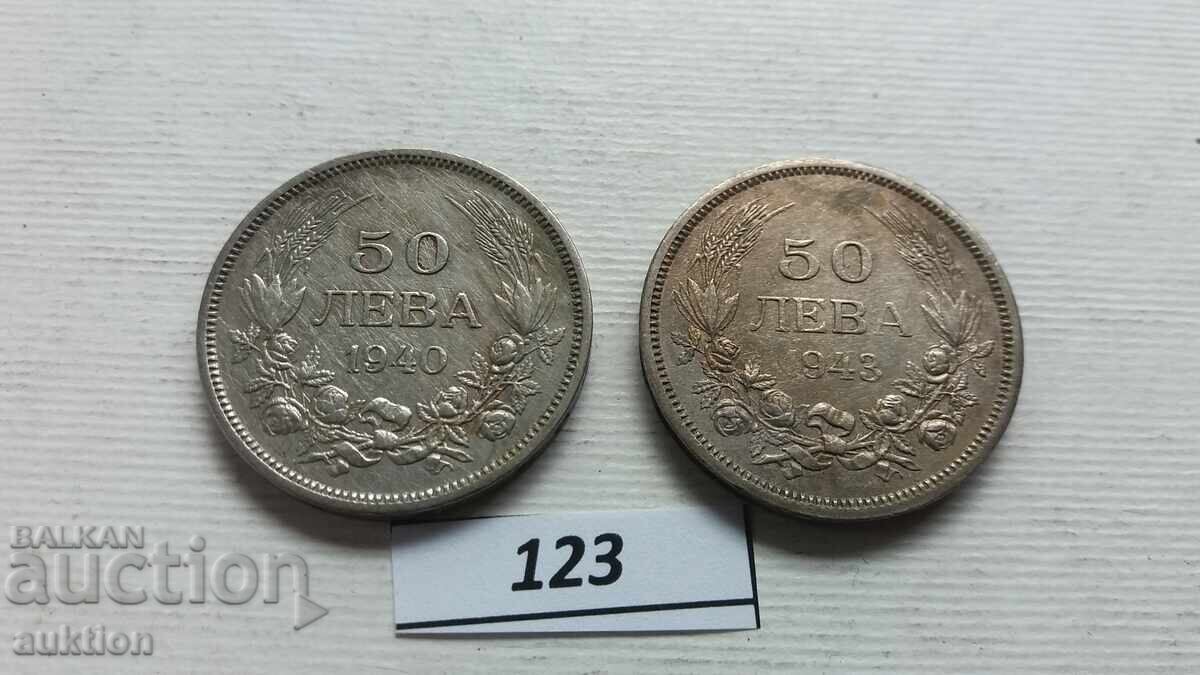 50
ЛЕВА
1940
50
ЛЕВА
1943
123
BALKAN
auction
auktion